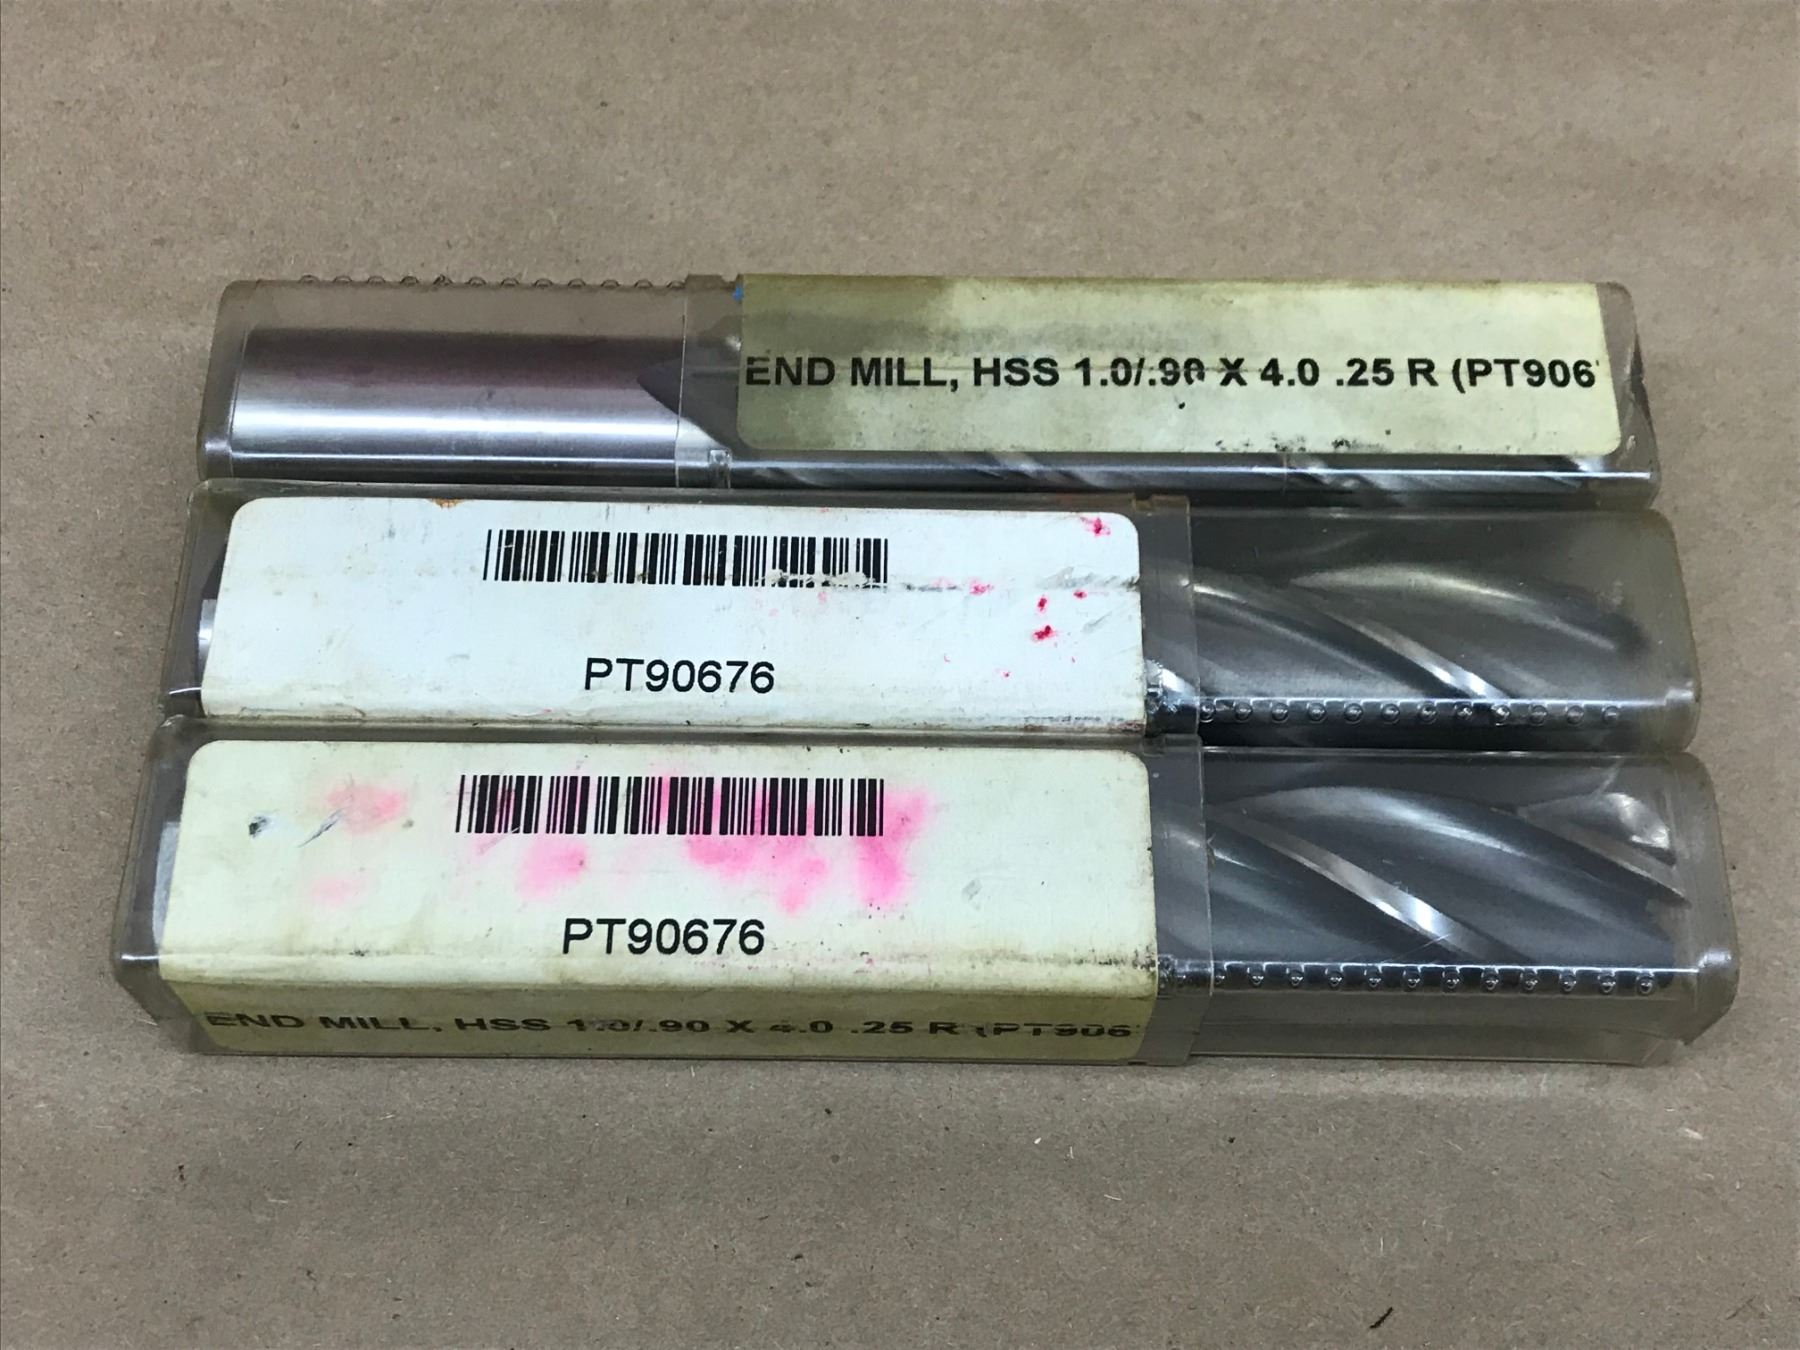 END MILL, HSS 1.0/.90 X 4.0 .25 R (PT906
PT90676
PT90676
END MILL, HSS 1.0/.90 X 4.0 .25 R (PT906